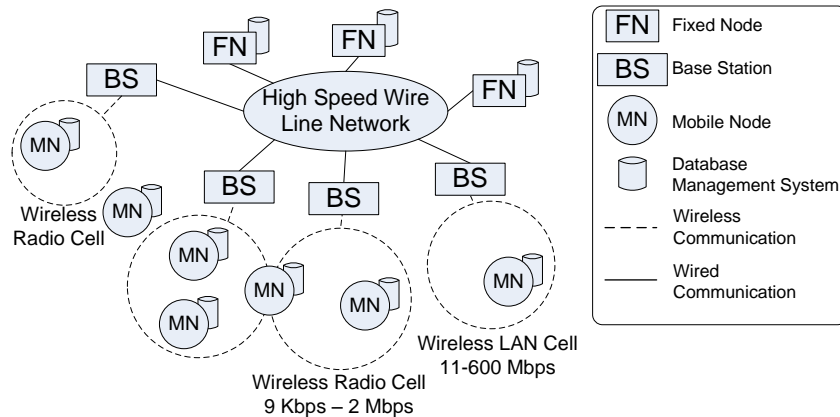 FN
FN
FN
BS
High Speed Wire
Line Network
MN
Wireless
Radio Cell
MN
BS
BS
BS
MN
MN
MN
MN
MN
Wireless Radio Cell
9 Kbps – 2 Mbps
Wireless LAN Cell
11-600 Mbps
FN
Fixed Node
BS
Base Station
MN
Mobile Node
Database
Management System
Wireless
Communication
Wired
Communication